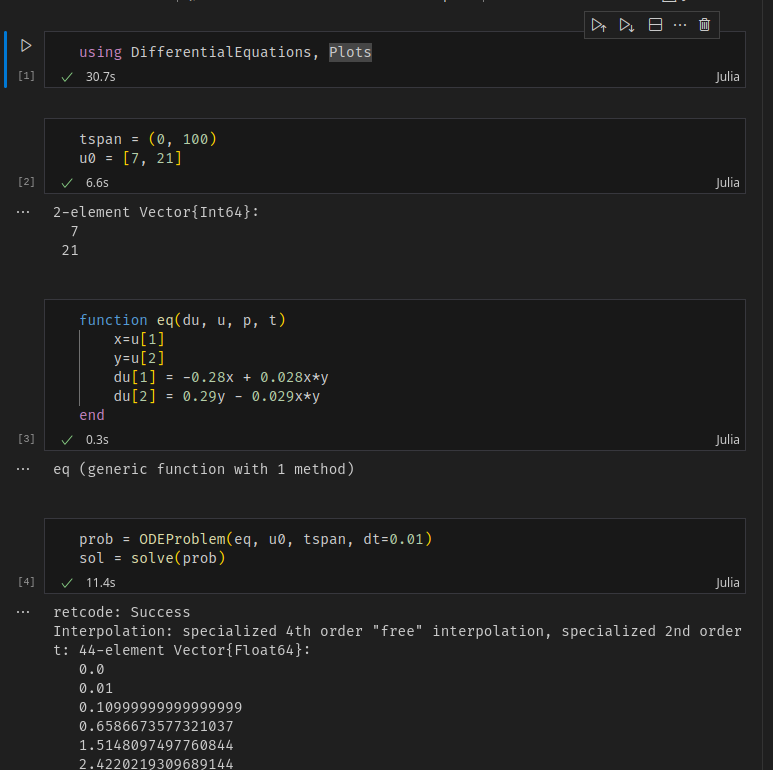 using DifferentialEquations, Plots
[1]
30.7s
Julia
tspan = (0, 100)
u0 = [7, 21]
[2]
6.6s
Julia
... 2-element Vector{Int64}:
7
21
function eq(du, u, p, t)
x=u[1]
y=u[2]
du[1] = -0.28x + 0.028x*y
du[2] = 0.29y - 0.029x*y
end
[3]
0.3s
Julia
... eq (generic function with 1 method)
prob = ODEProblem(eq, u0, tspan, dt=0.01)
sol = solve(prob)
[4]
11.4s
Julia
... retcode: Success
Interpolation: specialized 4th order "free" interpolation, specialized 2nd order
t: 44-element Vector{Float64}:
0.0
0.01
0.10999999999999999
0.6586673577321037
1.5148097497760844
2.4220219309689144